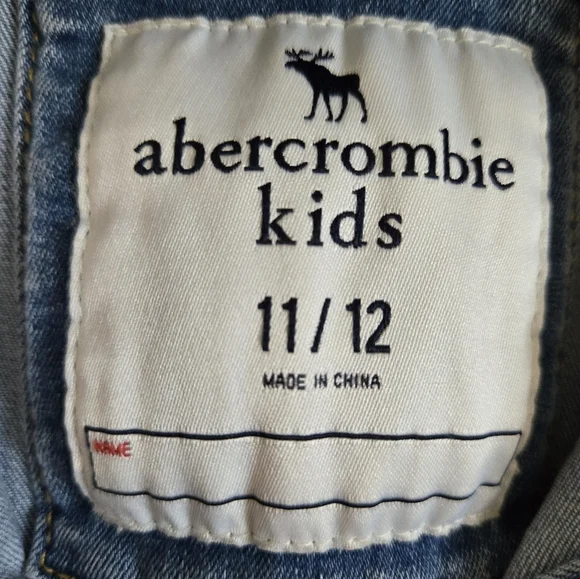 abercrombie
kids
11/12
MADE IN CHINA
NAME